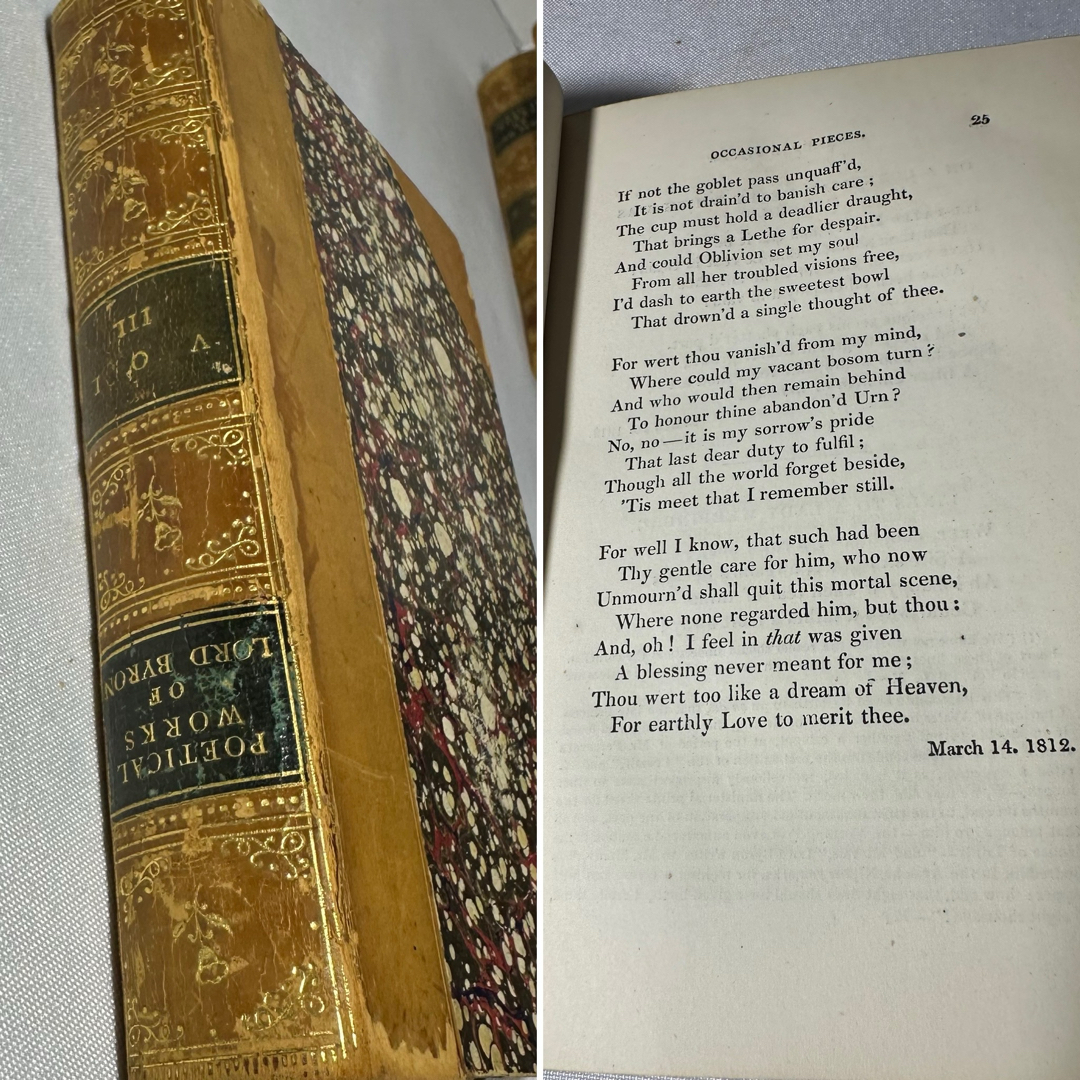 POETICAL
WORKS
OF
LORD BYRON
VOL
III.
OCCASIONAL PIECES. 25
If not the goblet pass unquaff'd,
It is not drain'd to banish care ;
The cup must hold a deadlier draught,
That brings a Lethe for despair.
And could Oblivion set my soul
From all her troubled visions free,
I'd dash to earth the sweetest bowl
That drown'd a single thought of thee.
For wert thou vanish'd from my mind,
Where could my vacant bosom turn ?
And who would then remain behind
To honour thine abandon'd Urn ?
No, no — it is my sorrow's pride
That last dear duty to fulfil ;
Though all the world forget beside,
'Tis meet that I remember still.
For well I know, that such had been
Thy gentle care for him, who now
Unmourn'd shall quit this mortal scene,
Where none regarded him, but thou :
And, oh ! I feel in that was given
A blessing never meant for me ;
Thou wert too like a dream of Heaven,
For earthly Love to merit thee.
March 14. 1812.